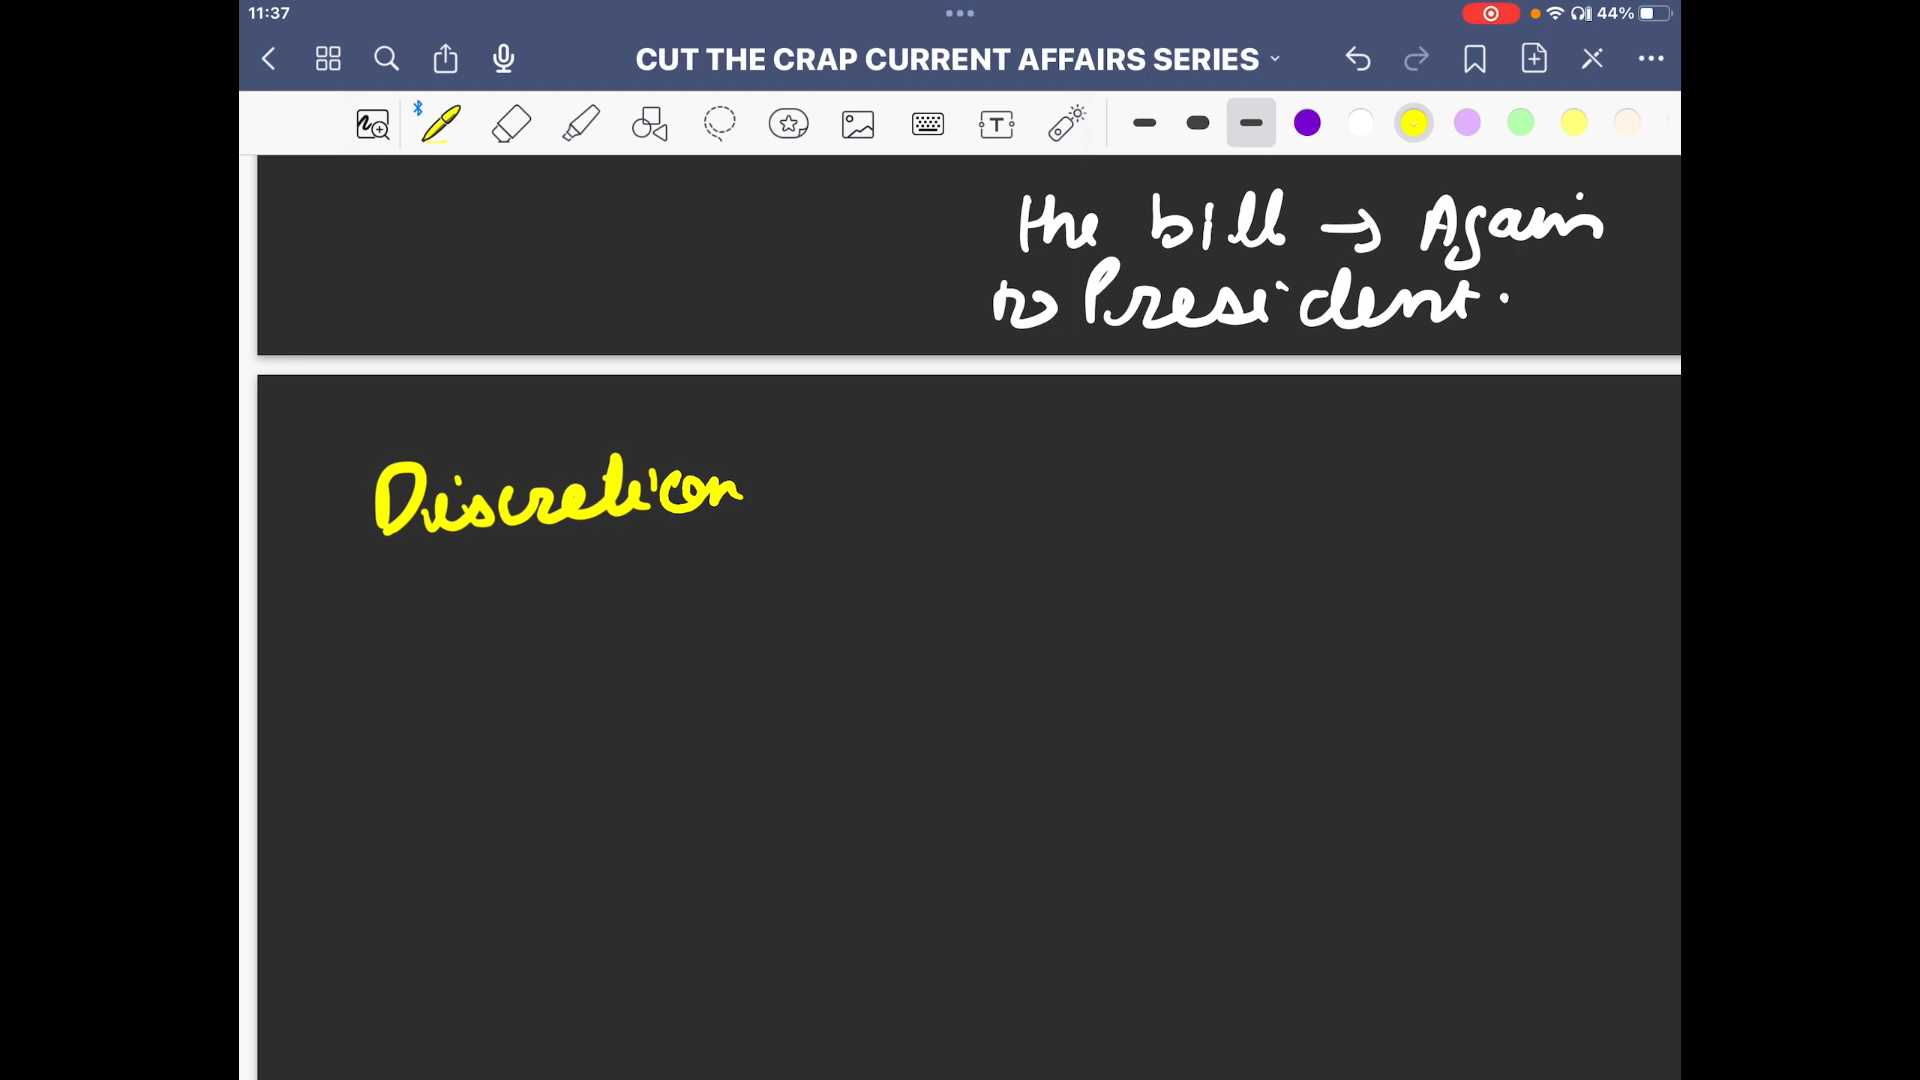 11:37
44%
CUT THE CRAP CURRENT AFFAIRS SERIES
the bill → Again
to President.
Discretion